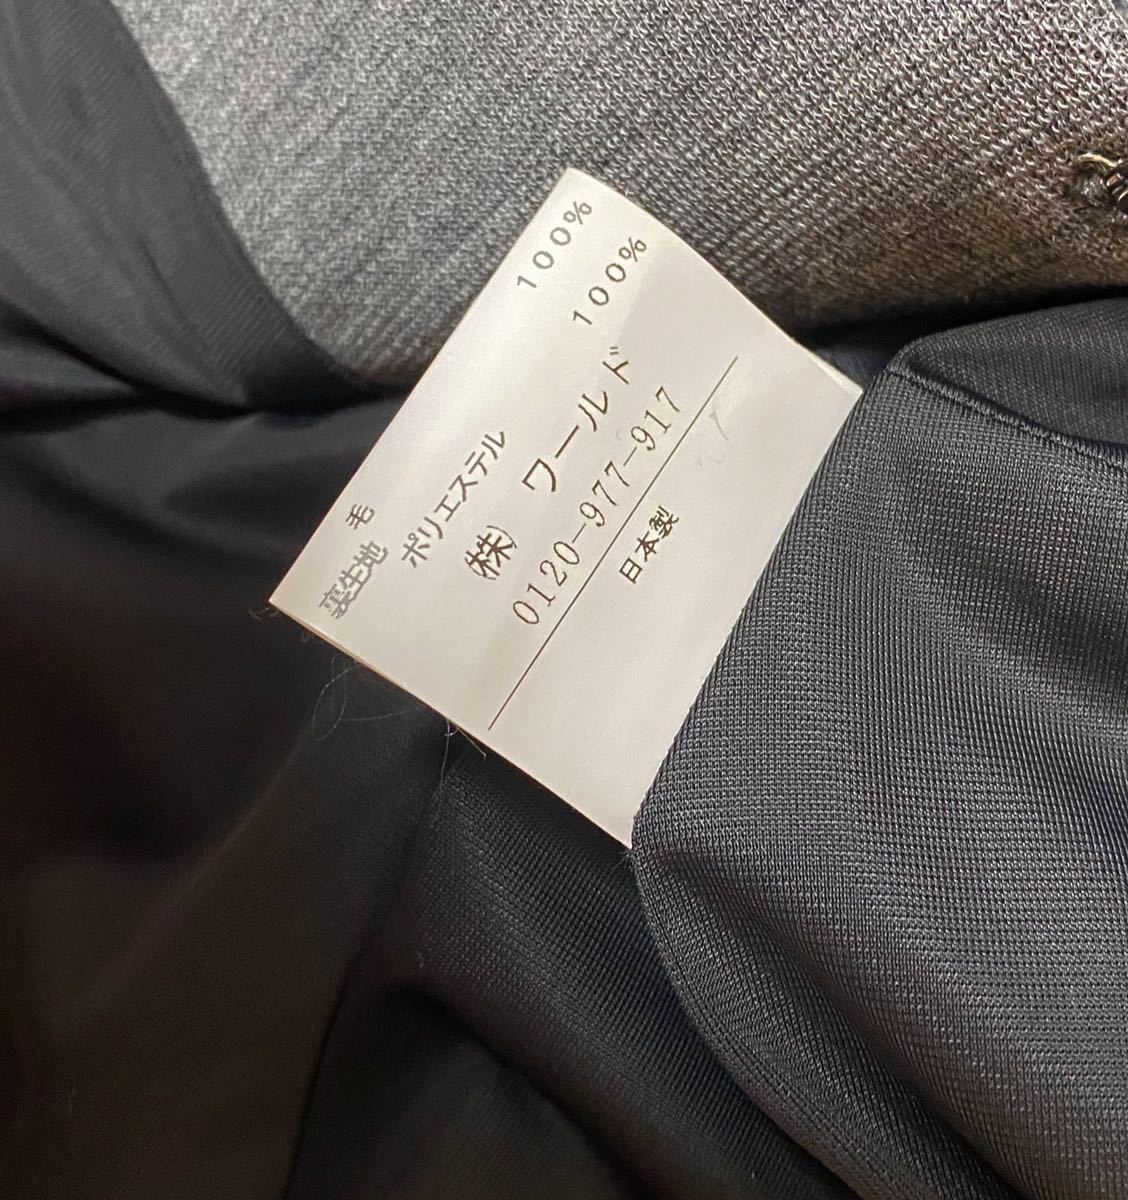 毛 100%
裏生地 ポリエステル 100%
㈱ ワールド
0120-977-917
日本製